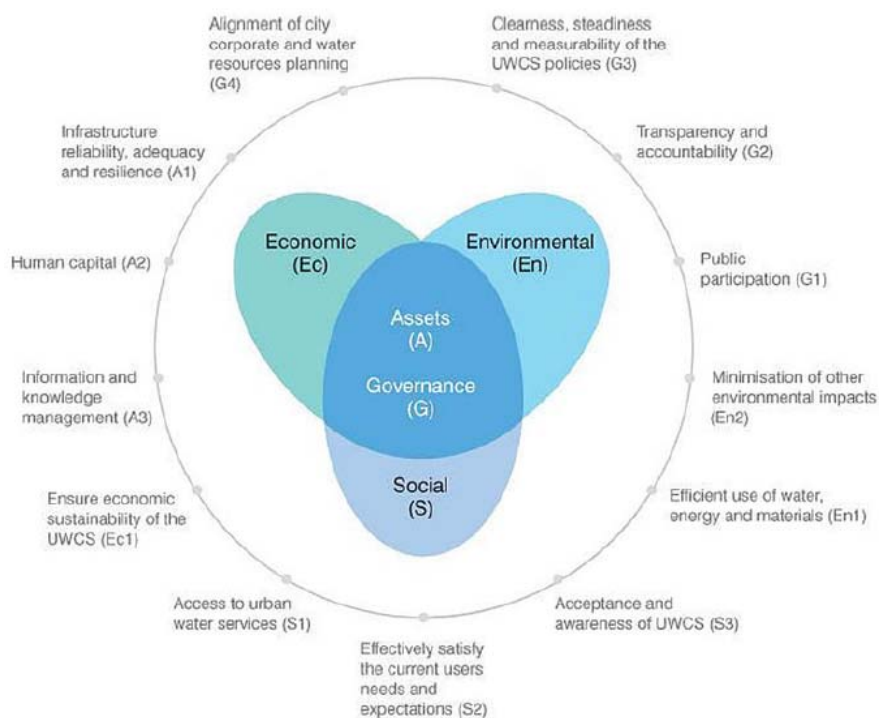 Alignment of city
corporate and water
resources planning
(G4)
Clearness, steadiness
and measurability of the
UWCS policies (G3)
Infrastructure
reliability, adequacy
and resilience (A1)
Transparency and
accountability (G2)
Economic
(Ec)
Environmental
(En)
Human capital (A2)
Public
participation (G1)
Assets
(A)
Governance
(G)
Information and
knowledge
management (A3)
Minimisation of other
environmental impacts
(En2)
Social
(S)
Ensure economic
sustainability of the
UWCS (Ec1)
Efficient use of water,
energy and materials (En1)
Access to urban
water services (S1)
Acceptance and
awareness of UWCS (S3)
Effectively satisfy
the current users
needs and
expectations (S2)